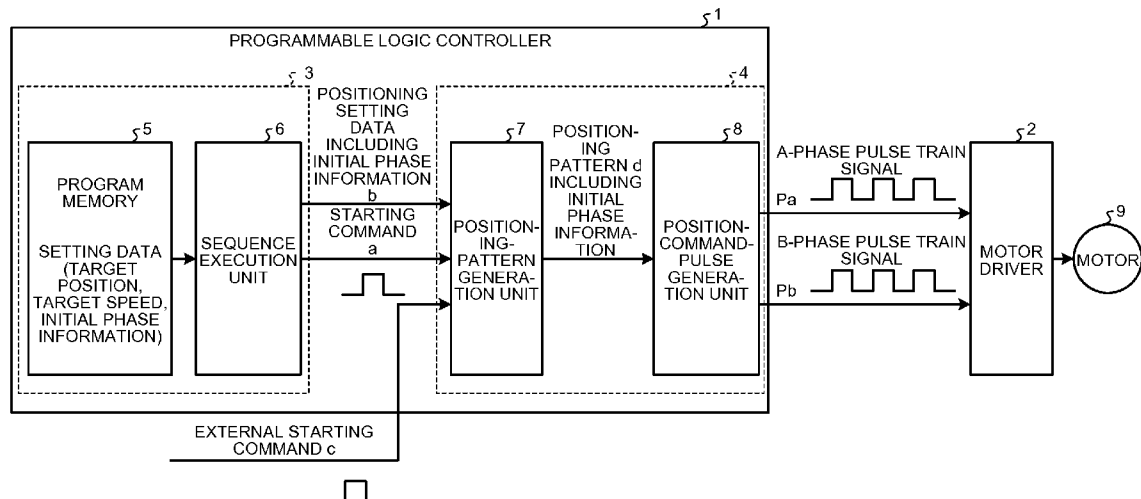 1
PROGRAMMABLE LOGIC CONTROLLER
3
POSITIONING
SETTING
DATA
INCLUDING
INITIAL PHASE
INFORMATION
b
STARTING
COMMAND
a
4
5
PROGRAM
MEMORY
SETTING DATA
(TARGET
POSITION,
TARGET SPEED,
INITIAL PHASE
INFORMATION)
6
SEQUENCE
EXECUTION
UNIT
7
POSITION-
ING-
PATTERN
GENERA-
TION UNIT
POSITION-
ING
PATTERN d
INCLUDING
INITIAL
PHASE
INFORMA-
TION
8
POSITION-
COMMAND-
PULSE
GENERA-
TION UNIT
A-PHASE PULSE TRAIN
SIGNAL
Pa
B-PHASE PULSE TRAIN
SIGNAL
Pb
2
MOTOR
DRIVER
9
MOTOR
EXTERNAL STARTING
COMMAND c